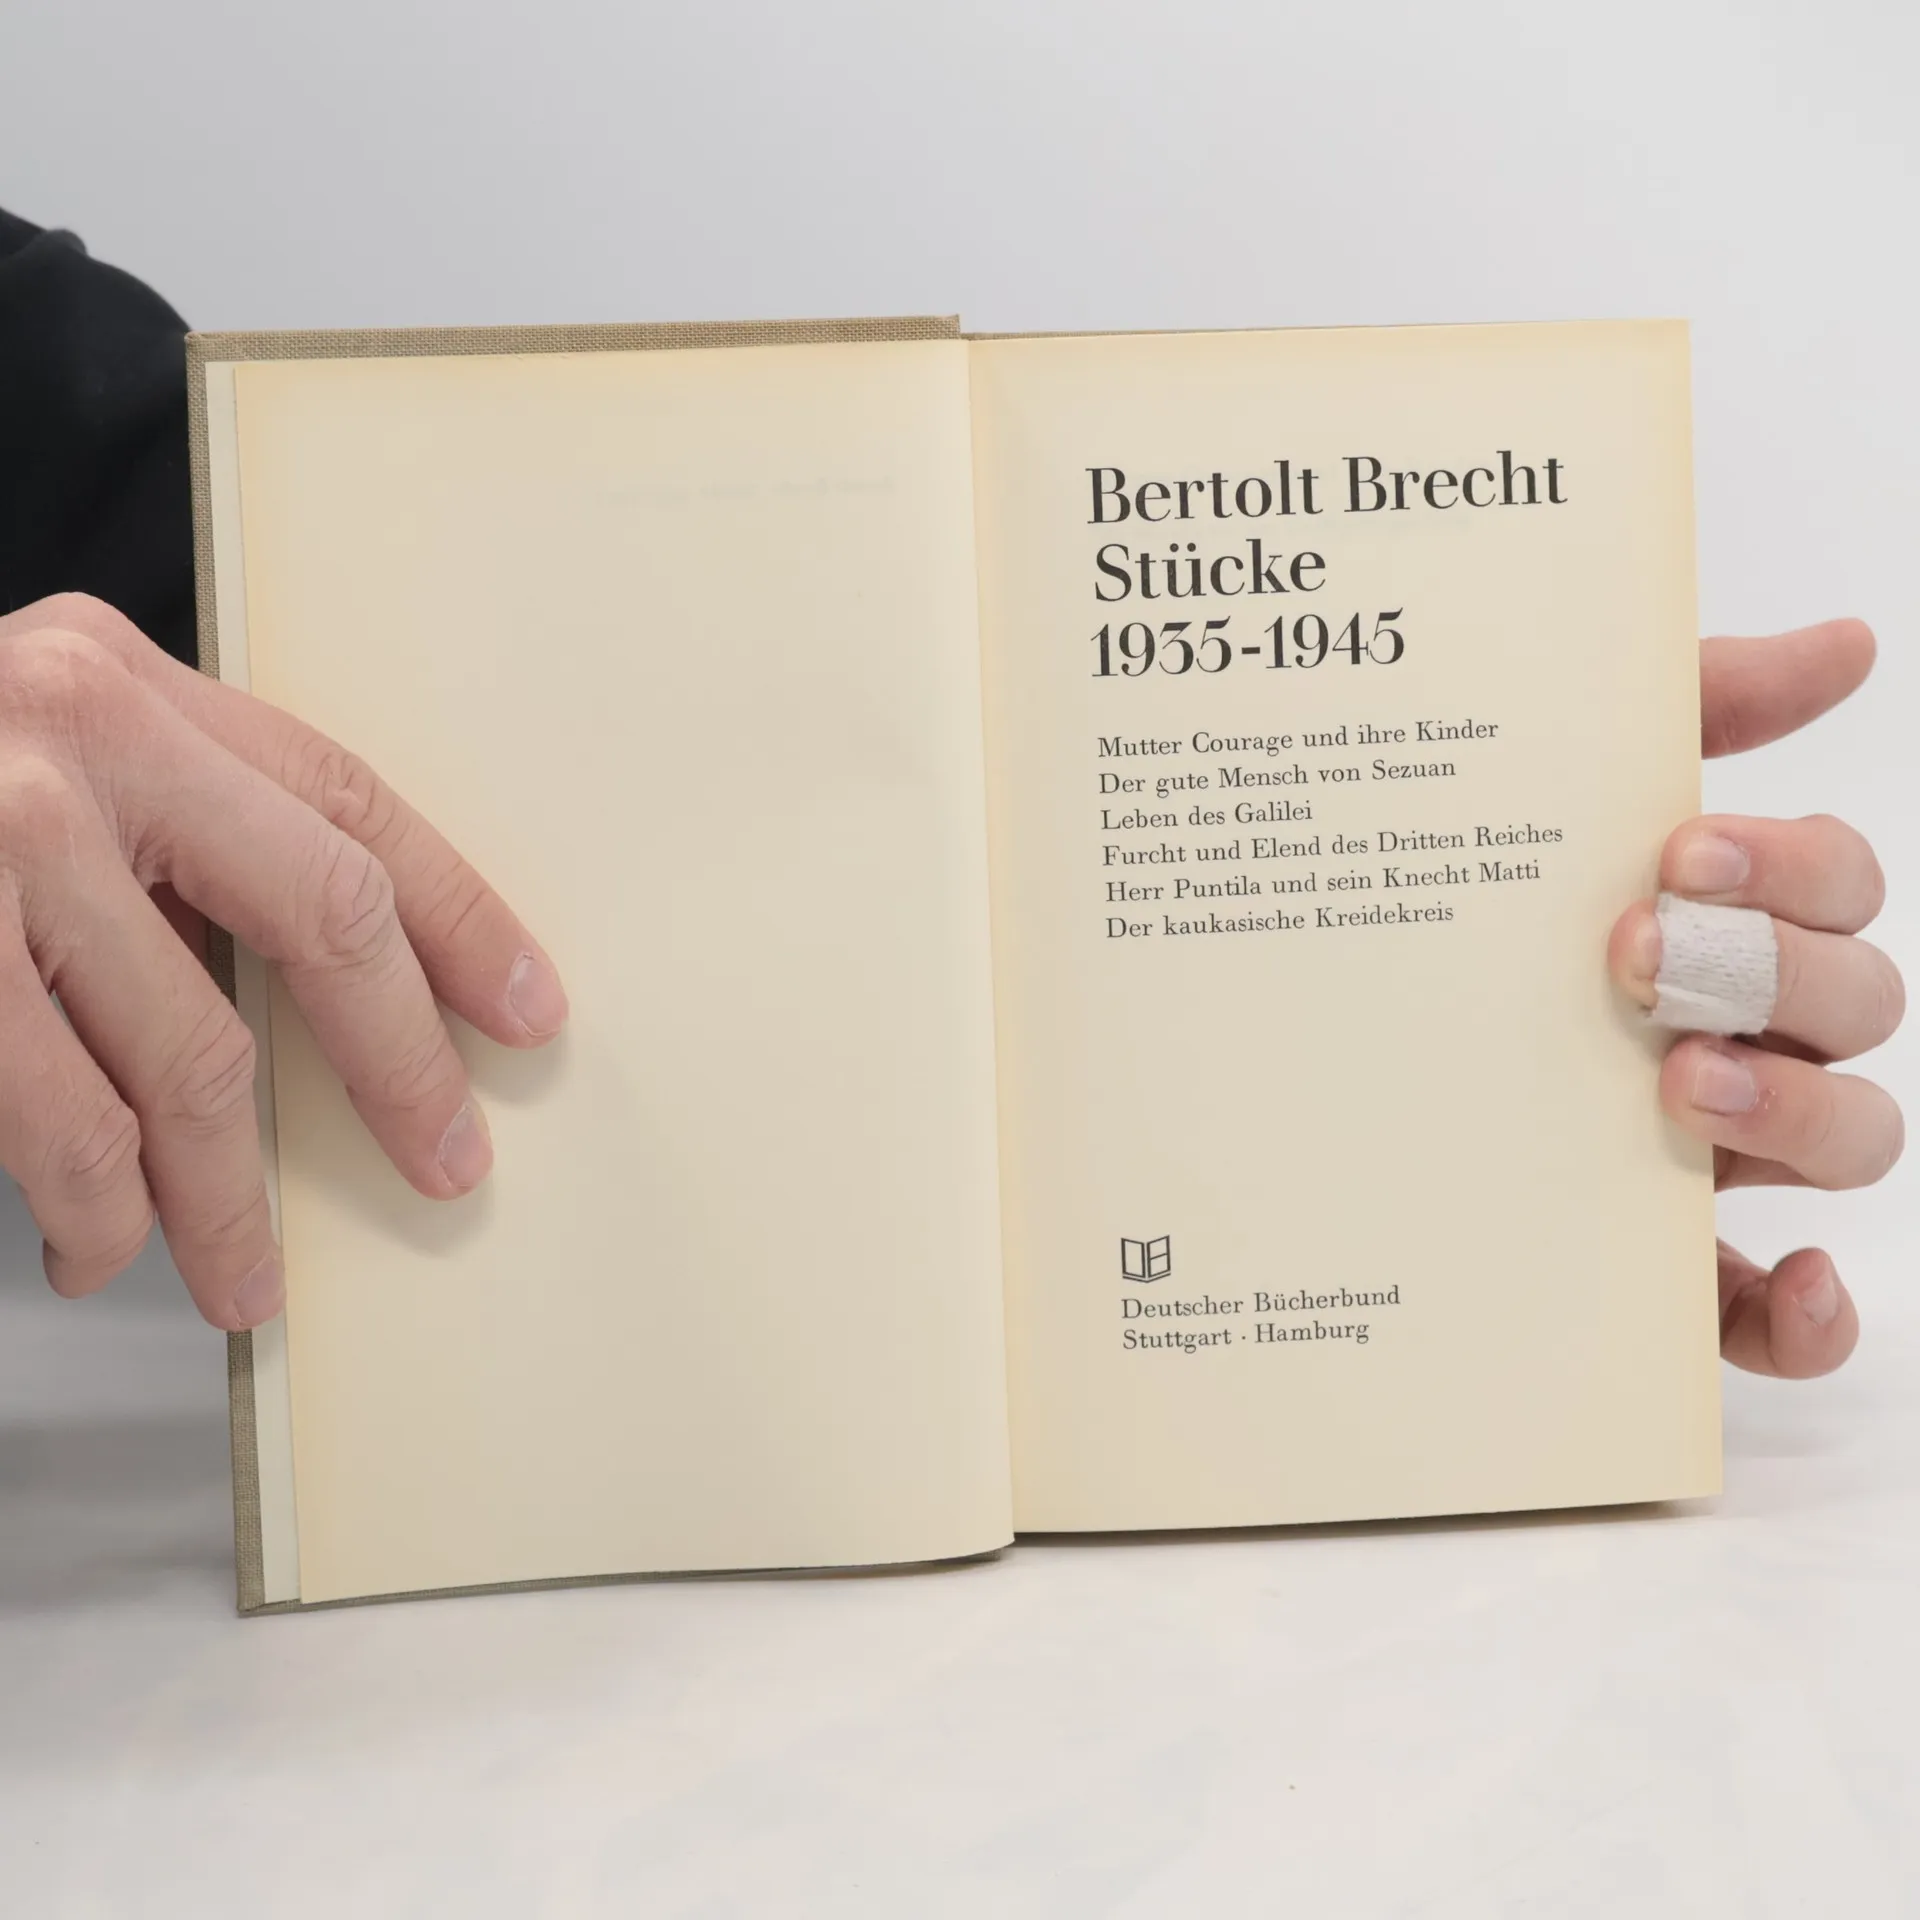 Bertolt Brecht
Stücke
1935-1945
Mutter Courage und ihre Kinder
Der gute Mensch von Sezuan
Leben des Galilei
Furcht und Elend des Dritten Reiches
Herr Puntila und sein Knecht Matti
Der kaukasische Kreidekreis
Deutscher Bücherbund
Stuttgart · Hamburg